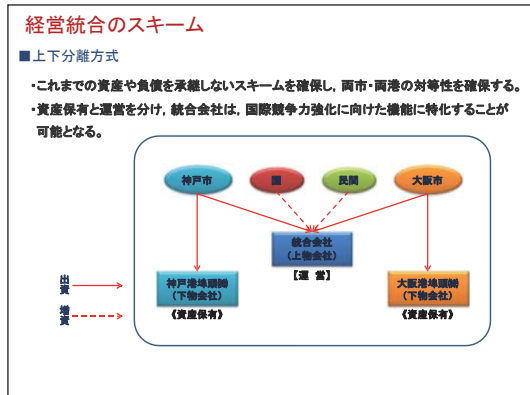 経営統合のスキーム
■上下分離方式
・これまでの資産や負債を承継しないスキームを確保し，両市・両港の対等性を確保する。
・資産保有と運営を分け，統合会社は，国際競争力強化に向けた機能に特化することが
可能となる。
神戸市
国
民間
大阪市
統合会社
（上物会社）
【運 営】
出資
神戸港埠頭㈱
（下物会社）
《資産保有》
大阪港埠頭㈱
（下物会社）
《資産保有》
増資